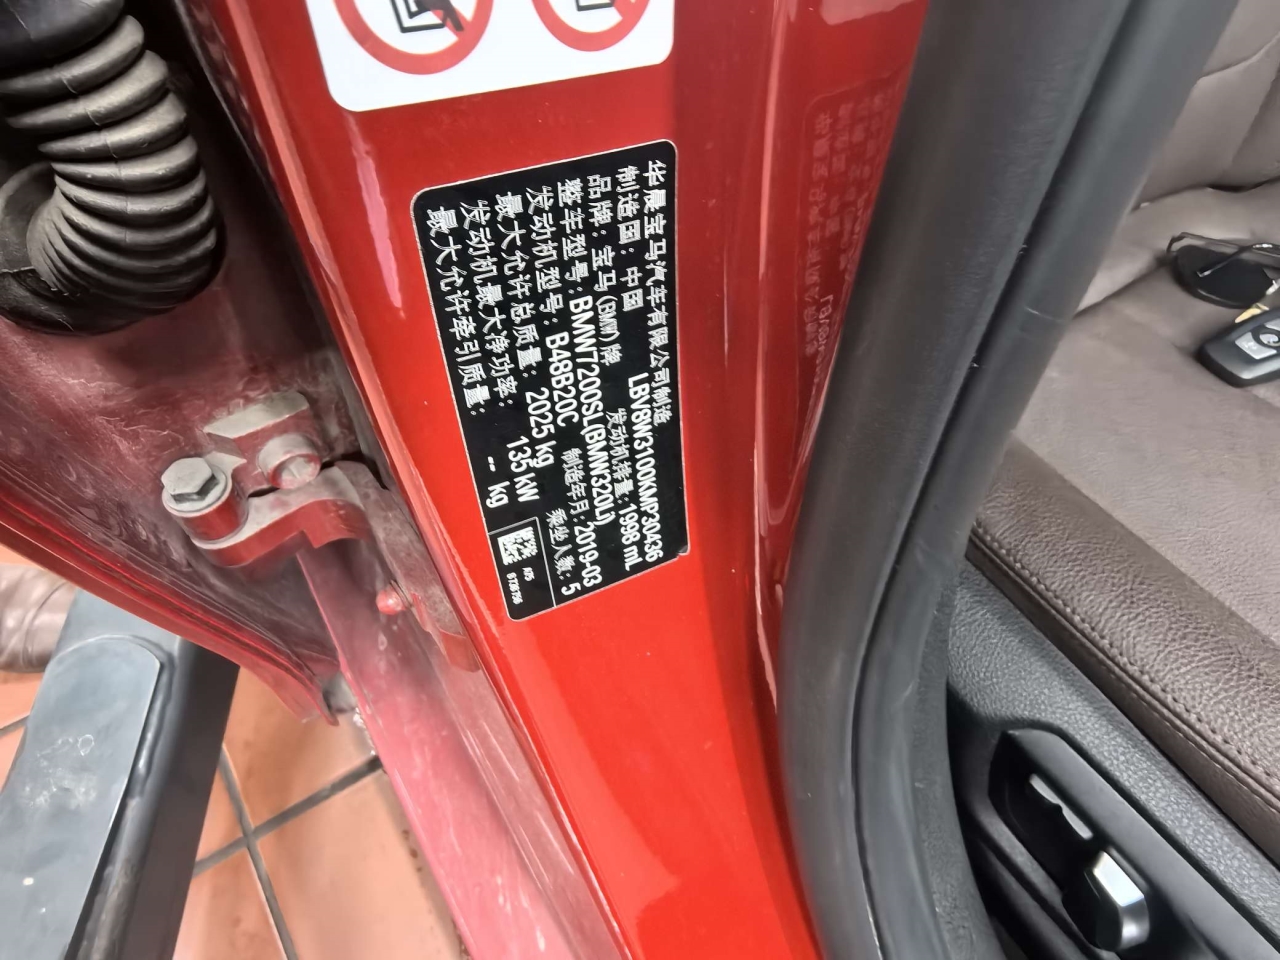 华晨宝马汽车有限公司制造
制造国：中国 LBV8W3100KMP30436
品牌：宝马(BMW)牌 发动机排量：1998 mL
整车型号：BMW7200SL(BMW320Li)
发动机型号：B48B20C 制造年月：2019-03
最大允许总质量：2025 kg 乘坐人数：5
发动机最大净功率：135 kW
最大允许牵引质量：-- kg
A75
6126756